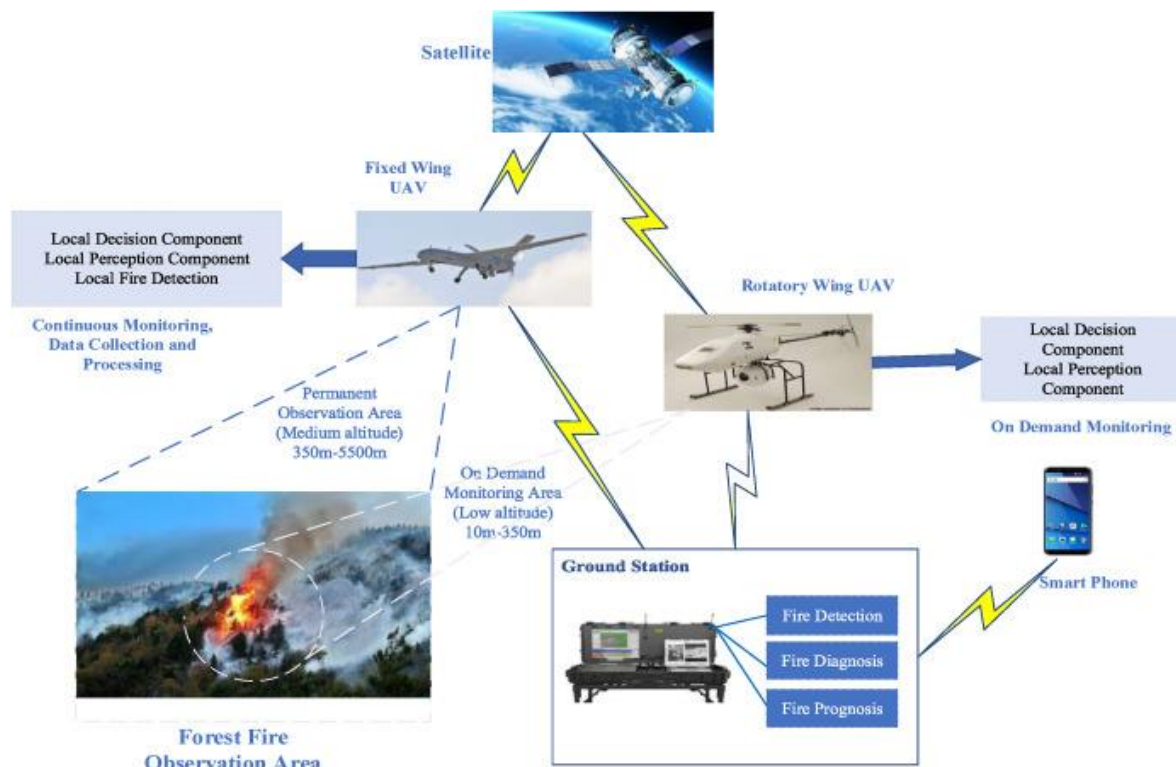 Satellite
Fixed Wing
UAV
Local Decision Component
Local Perception Component
Local Fire Detection
Continuous Monitoring,
Data Collection and
Processing
Rotatory Wing UAV
Local Decision
Component
Local Perception
Component
On Demand Monitoring
Permanent
Observation Area
(Medium altitude)
350m-5500m
On Demand
Monitoring Area
(Low altitude)
10m-350m
Ground Station
Fire Detection
Fire Diagnosis
Fire Prognosis
Smart Phone
Forest Fire
Observation Area